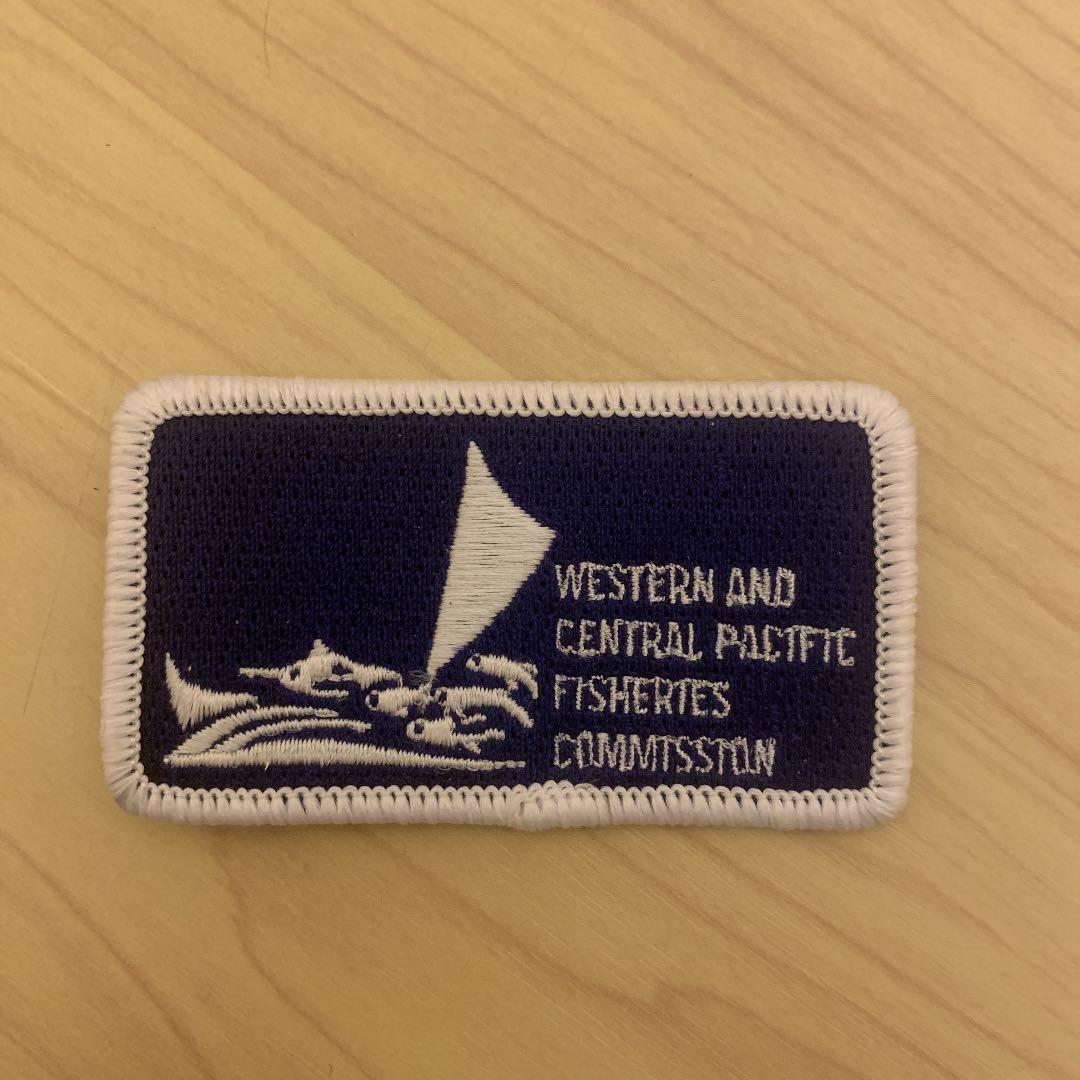 WESTERN AND
CENTRAL PACIFIC
FISHERIES
COMMISSION